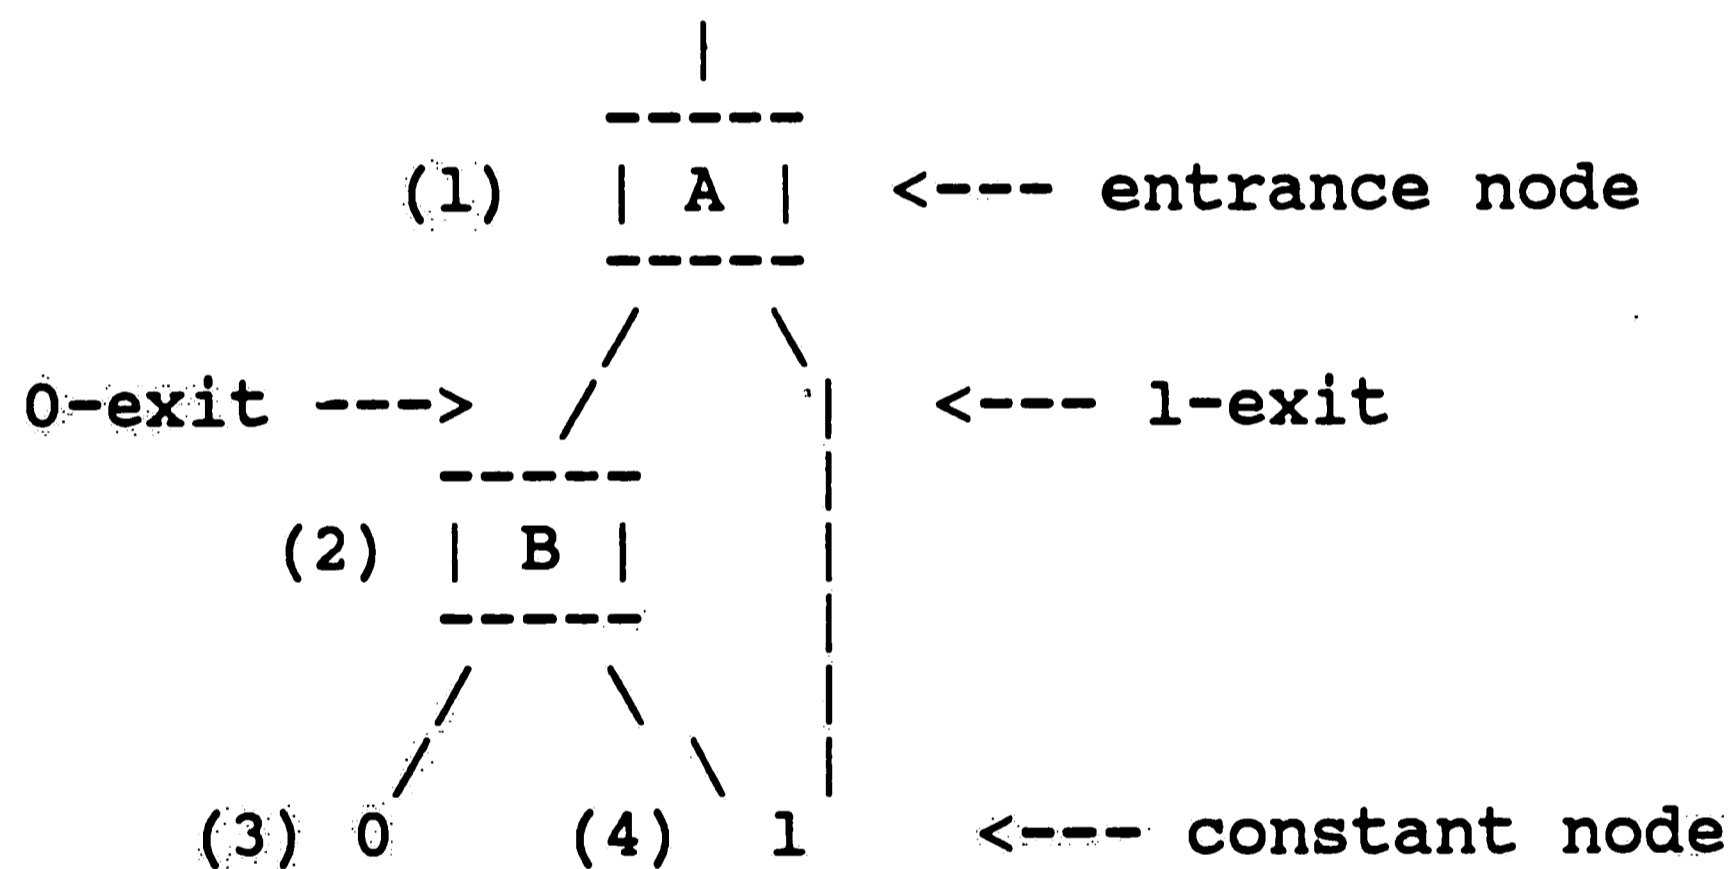 (1) | A | <--- entrance node
0-exit ---> <--- 1-exit
(2) | B |
(3) 0 (4) 1 <--- constant node